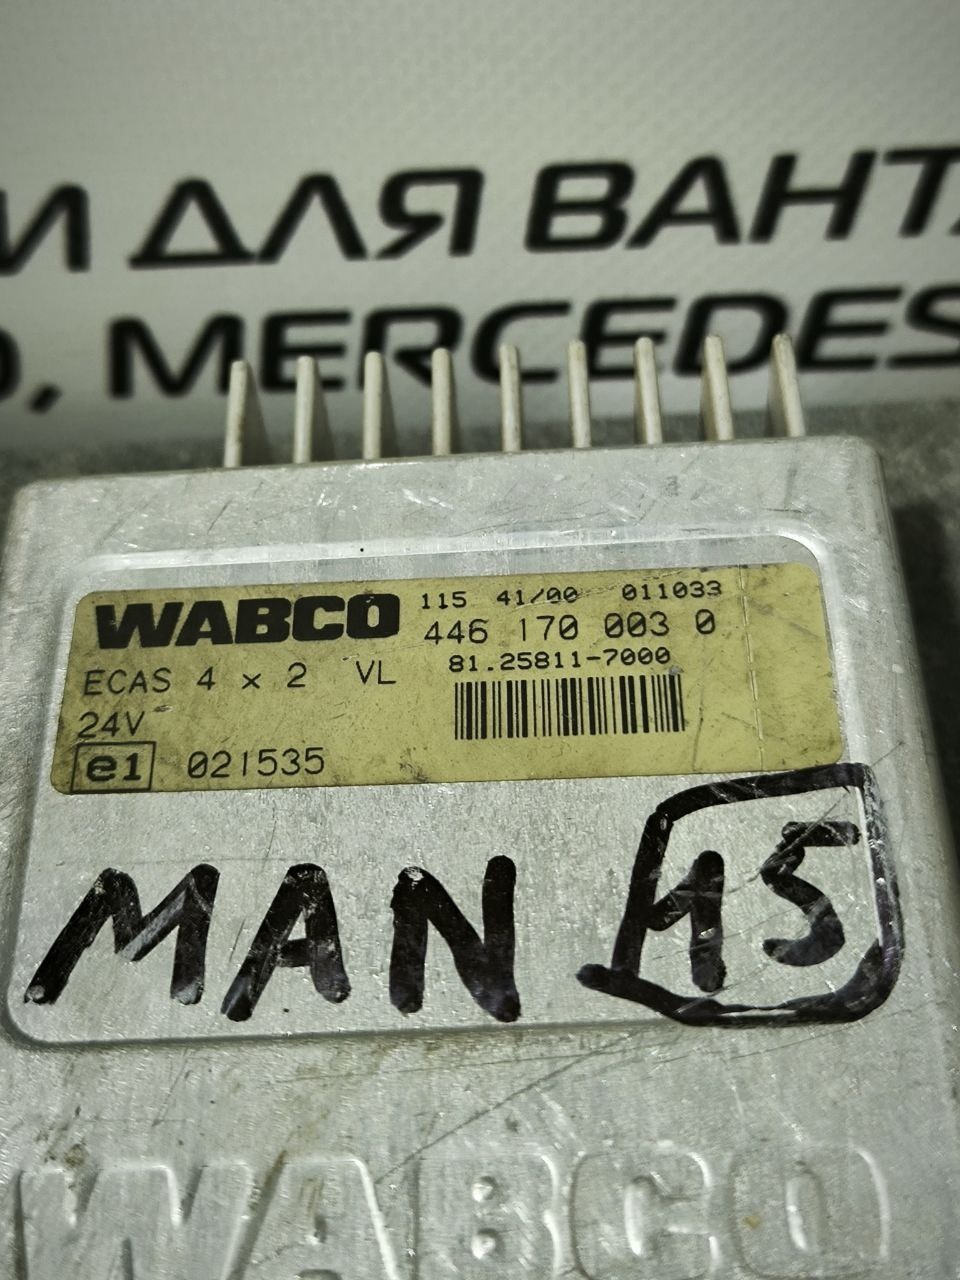 И ДЛЯ ВАНТА
, MERCEDES
WABCO 115 41/00 011033
446 170 003 0
ECAS 4 x 2 VL 81.25811-7000
24V
e1 021535
MAN 15
WABCO